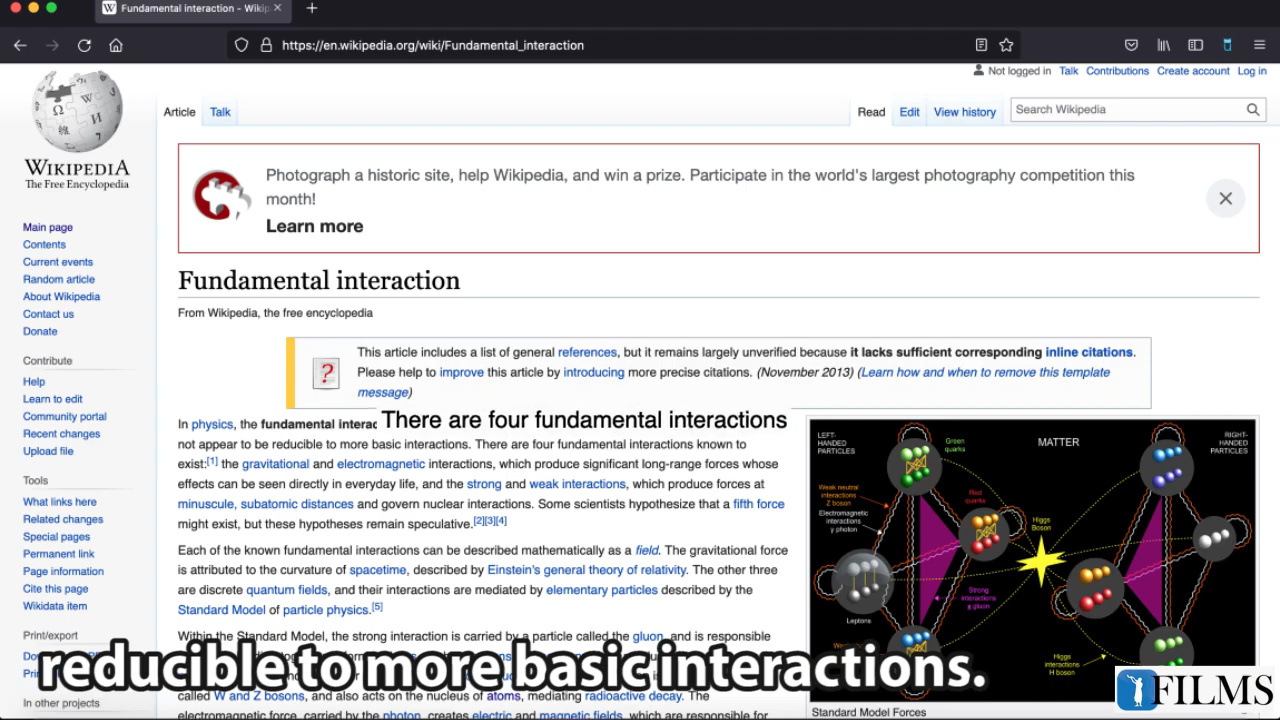 Fundamental interaction - Wikip
https://en.wikipedia.org/wiki/Fundamental_interaction
Not logged in Talk Contributions Create account Log in
Article Talk Read Edit View history Search Wikipedia
WIKIPEDIA
The Free Encyclopedia
Main page
Contents
Current events
Random article
About Wikipedia
Contact us
Donate
Contribute
Help
Learn to edit
Community portal
Recent changes
Upload file
Tools
What links here
Related changes
Special pages
Permanent link
Page information
Cite this page
Wikidata item
Print/export
In other projects
Photograph a historic site, help Wikipedia, and win a prize. Participate in the world's largest photography competition this
month!
Learn more
Fundamental interaction
From Wikipedia, the free encyclopedia
This article includes a list of general references, but it remains largely unverified because it lacks sufficient corresponding inline citations.
Please help to improve this article by introducing more precise citations. (November 2013) (Learn how and when to remove this template
message)
In physics, the fundamental interac
There are four fundamental interactions
not appear to be reducible to more basic interactions. There are four fundamental interactions known to
exist:[1] the gravitational and electromagnetic interactions, which produce significant long-range forces whose
effects can be seen directly in everyday life, and the strong and weak interactions, which produce forces at
minuscule, subatomic distances and govern nuclear interactions. Some scientists hypothesize that a fifth force
might exist, but these hypotheses remain speculative.[2][3][4]
Each of the known fundamental interactions can be described mathematically as a field. The gravitational force
is attributed to the curvature of spacetime, described by Einstein's general theory of relativity. The other three
are discrete quantum fields, and their interactions are mediated by elementary particles described by the
Standard Model of particle physics.[5]
Within the Standard Model, the strong interaction is carried by a particle called the gluon, and is responsible
reducible to more basic interactions.
called W and Z bosons, and also acts on the nucleus of atoms, mediating radioactive decay. The
electromagnetic force, carried by the photon, creates electric and magnetic fields, which are responsible for
LEFT-
HANDED
PARTICLES
MATTER
RIGHT-
HANDED
PARTICLES
Green
quarks
Weak neutral
interactions
Z boson
Red
quarks
Electromagnetic
interactions
γ photon
Higgs
Boson
Strong
interactions
g gluon
Leptons
Higgs
interactions
H boson
Standard Model Forces
FILMS